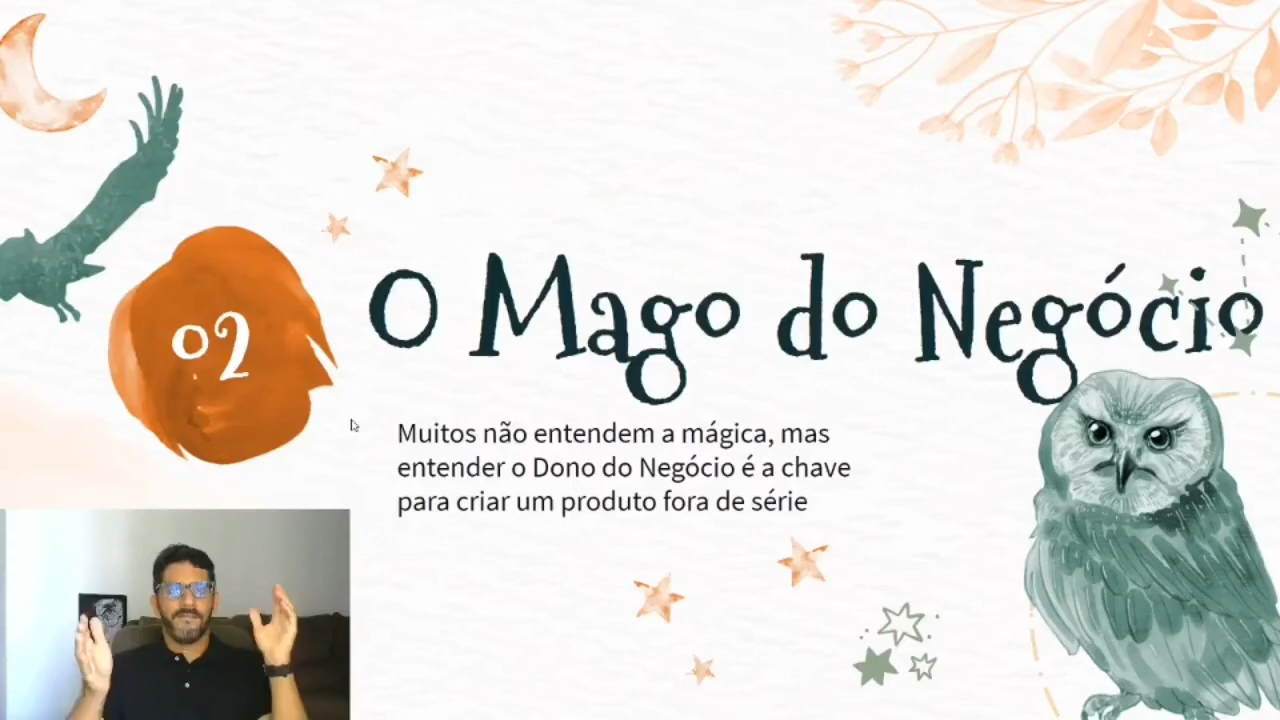 02
O Mago do Negócio
Muitos não entendem a mágica, mas
entender o Dono do Negócio é a chave
para criar um produto fora de série